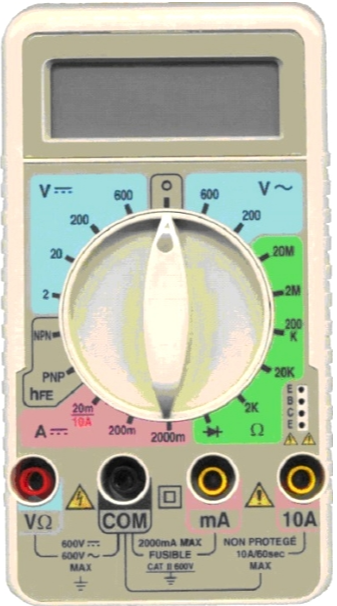 V ⎓
V ~
600
O
600
200
200
20
20M
2
2M
NPN
200
K
PNP
20K
hFE
20m
10A
2K
A ⎓
200m
2000m
Ω
E
B
C
E
VΩ
COM
mA
10A
600V ⎓
600V ~
MAX
2000mA MAX
FUSIBLE
CAT II 600V
NON PROTEGÉ
10A/60sec
MAX